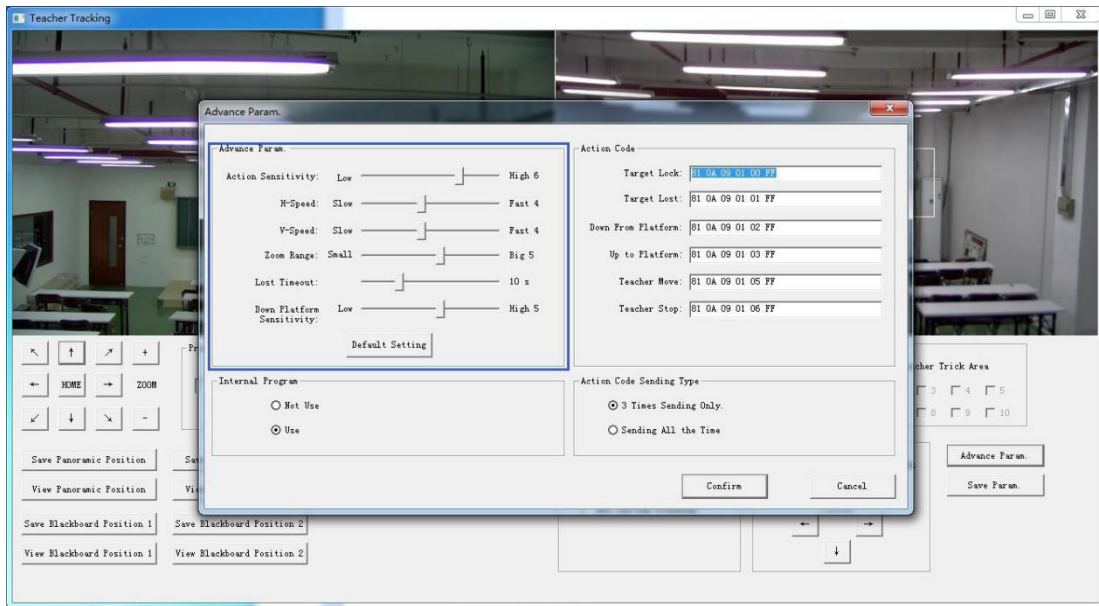 Teacher Tracking
Advance Param.
Advance Param.
Action Sensitivity: Low High 6
H-Speed: Slow Fast 4
V-Speed: Slow Fast 4
Zoom Range: Small Big 5
Lost Timeout: 10 s
Down Platform Sensitivity: Low High 5
Default Setting
Action Code
Target Lock: 81 0A 09 01 00 FF
Target Lost: 81 0A 09 01 01 FF
Down From Platform: 81 0A 09 01 02 FF
Up to Platform: 81 0A 09 01 03 FF
Teacher Move: 81 0A 09 01 05 FF
Teacher Stop: 81 0A 09 01 06 FF
Internal Program
Not Use
Use
Action Code Sending Type
3 Times Sending Only.
Sending All the Time
Confirm Cancel
HOME ZOOM
+
-
Pr
cher Trick Area
3 4 5
8 9 10
Save Panoramic Position
View Panoramic Position
Save Blackboard Position 1 Save Blackboard Position 2
View Blackboard Position 1 View Blackboard Position 2
Advance Param.
Save Param.